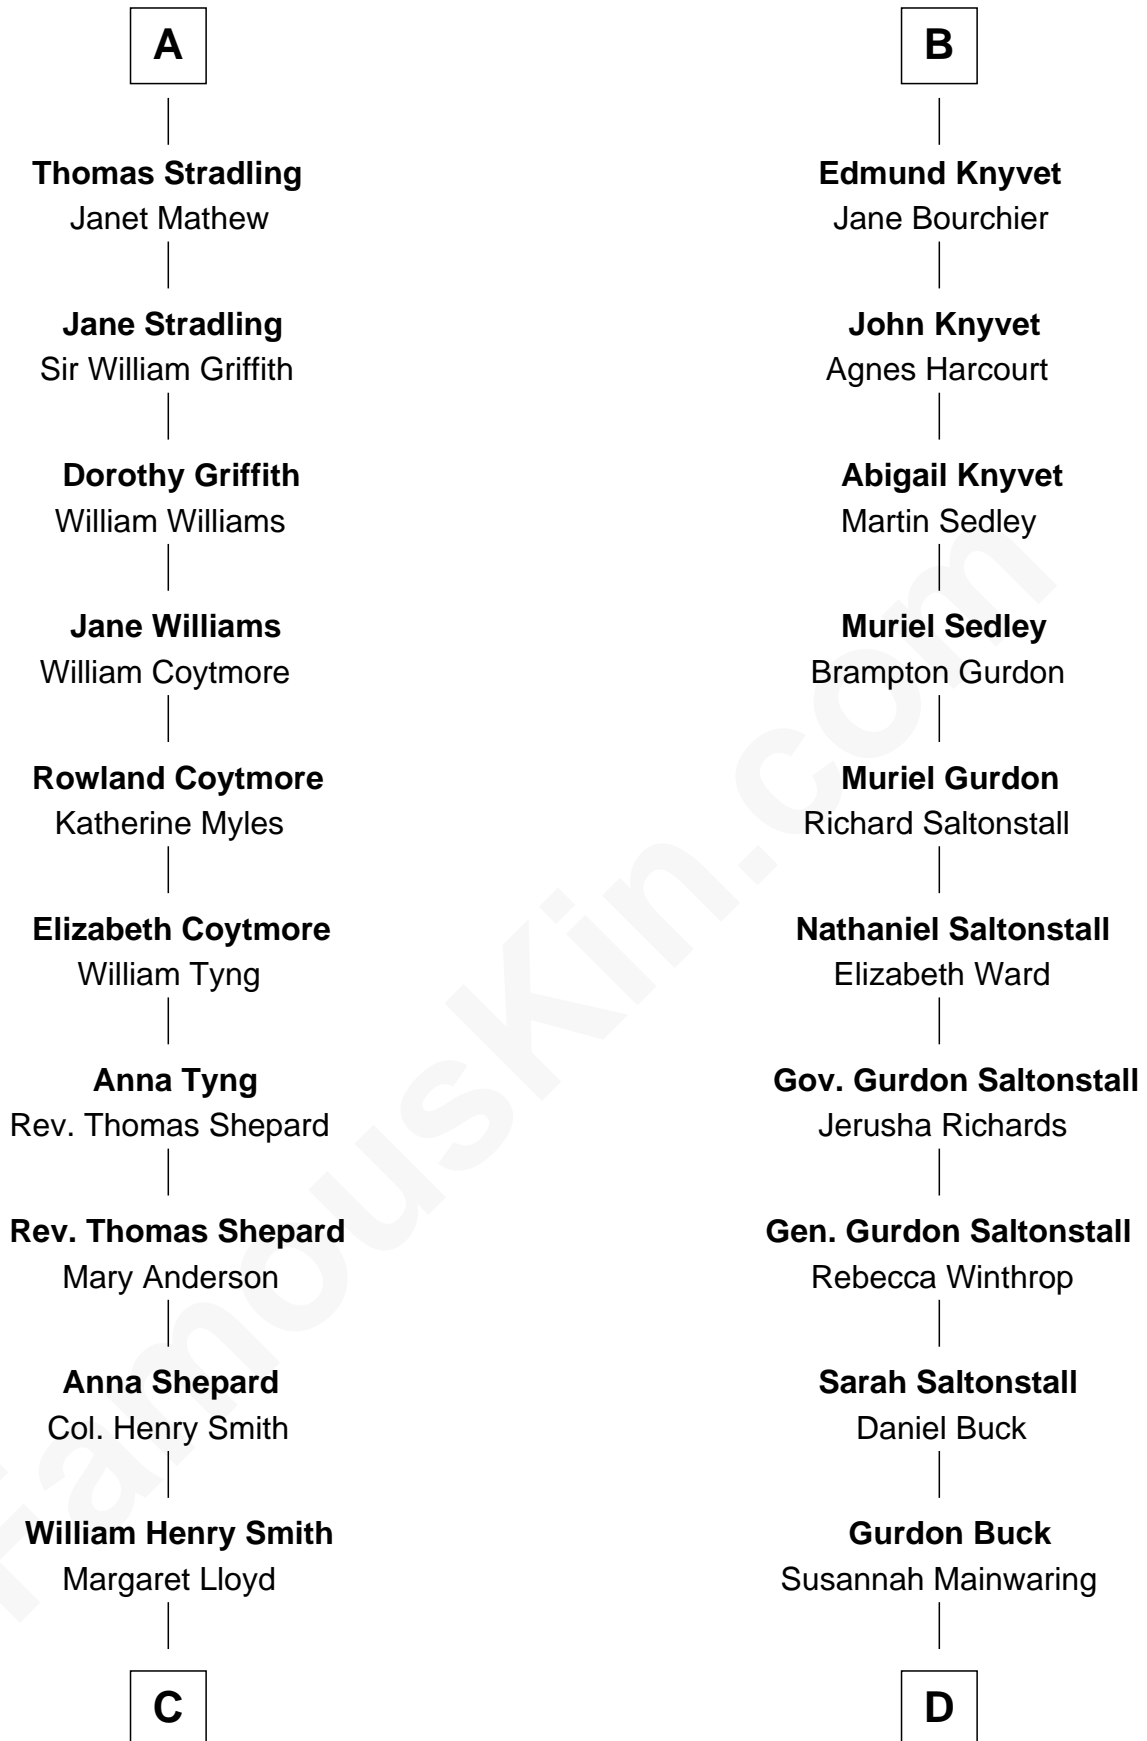 A
Thomas Stradling
Janet Mathew
Jane Stradling
Sir William Griffith
Dorothy Griffith
William Williams
Jane Williams
William Coytmore
Rowland Coytmore
Katherine Myles
Elizabeth Coytmore
William Tyng
Anna Tyng
Rev. Thomas Shepard
Rev. Thomas Shepard
Mary Anderson
Anna Shepard
Col. Henry Smith
William Henry Smith
Margaret Lloyd
C
B
Edmund Knyvet
Jane Bourchier
John Knyvet
Agnes Harcourt
Abigail Knyvet
Martin Sedley
Muriel Sedley
Brampton Gurdon
Muriel Gurdon
Richard Saltonstall
Nathaniel Saltonstall
Elizabeth Ward
Gov. Gurdon Saltonstall
Jerusha Richards
Gen. Gurdon Saltonstall
Rebecca Winthrop
Sarah Saltonstall
Daniel Buck
Gurdon Buck
Susannah Mainwaring
D
FamousKin.com